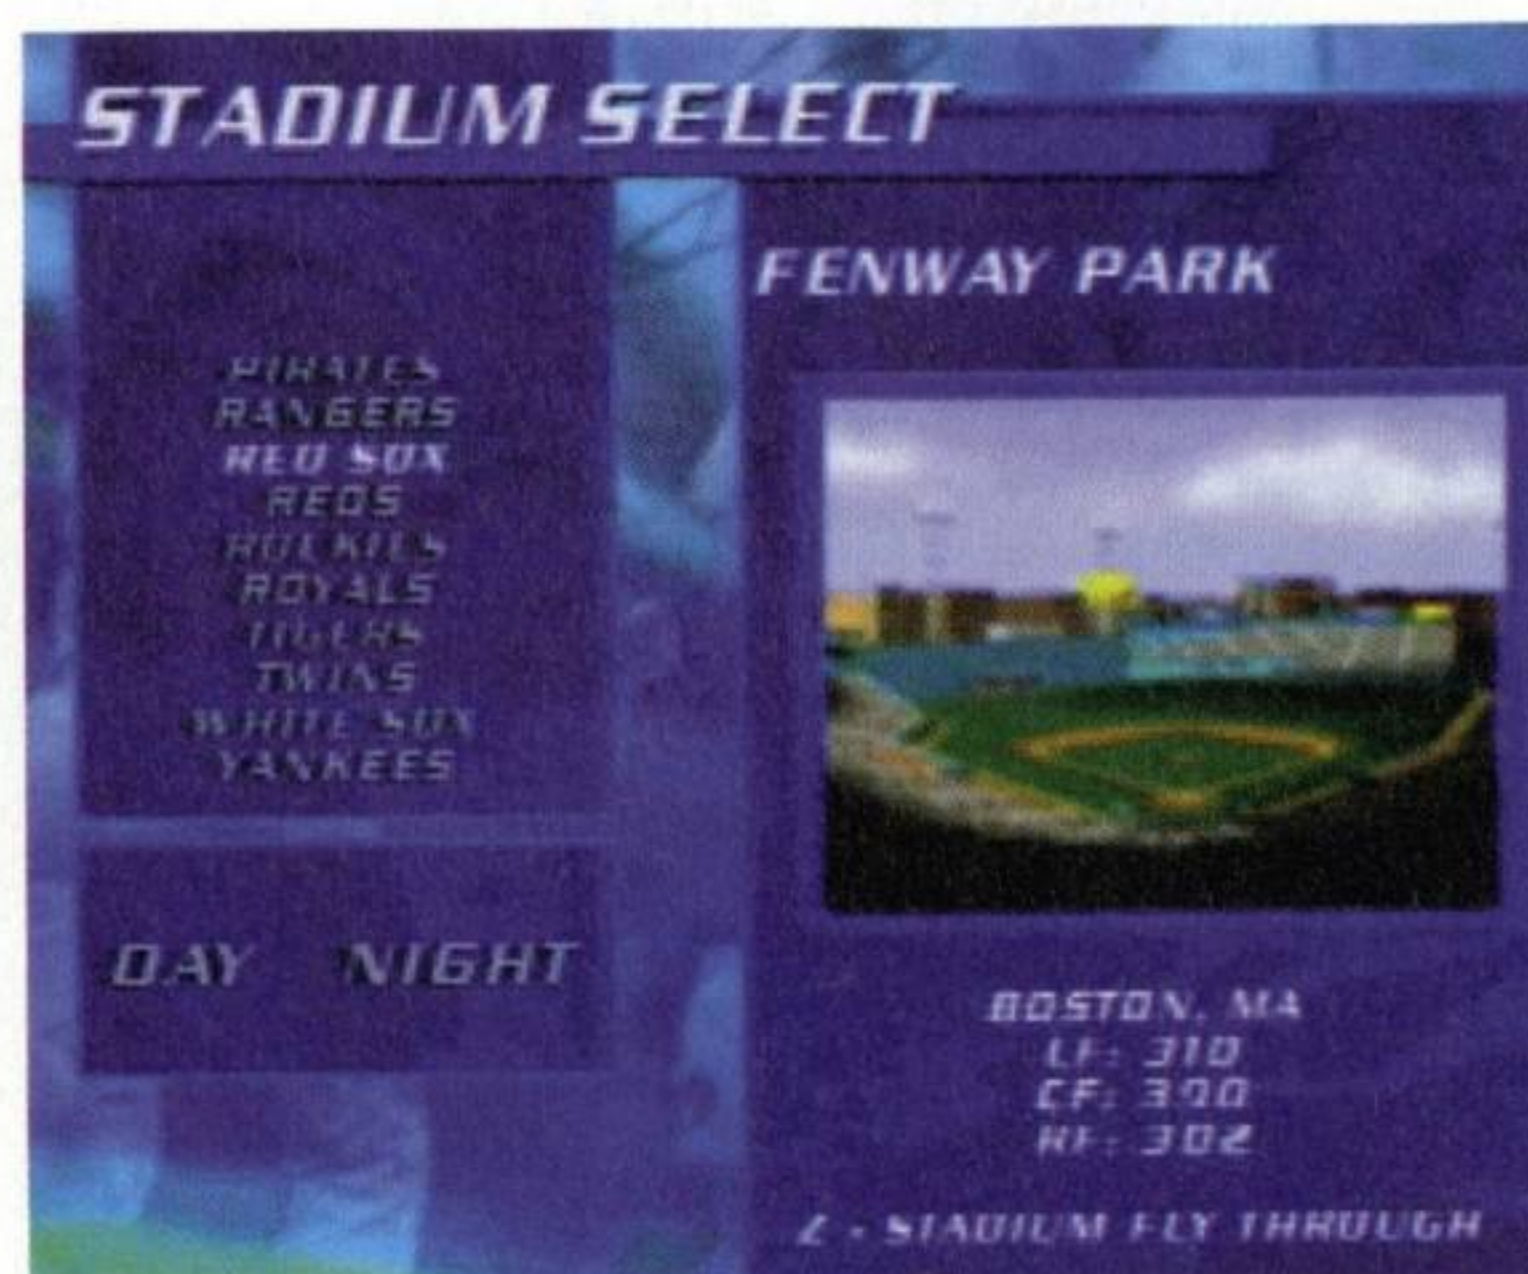 STADIUM SELECT
PIRATES
RANGERS
RED SOX
REDS
ROCKIES
ROYALS
TIGERS
TWINS
WHITE SOX
YANKEES
DAY NIGHT
FENWAY PARK
BOSTON, MA
LF: 310
CF: 390
RF: 302
Z - STADIUM FLY THROUGH